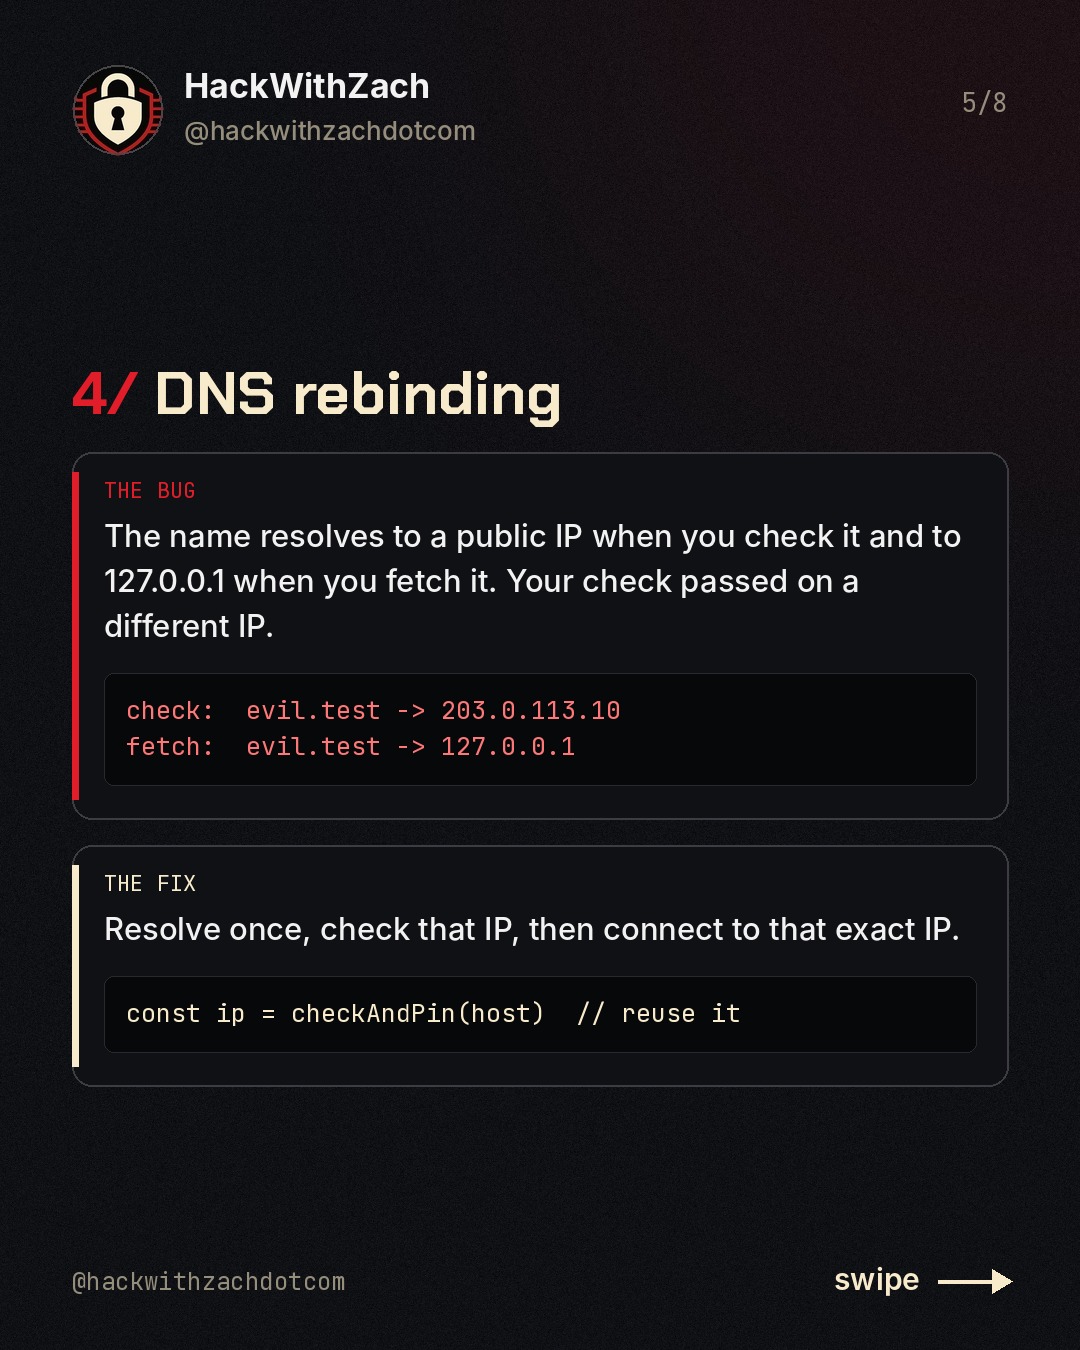 HackWithZach
@hackwithzachdotcom
5/8
4/ DNS rebinding
THE BUG
The name resolves to a public IP when you check it and to
127.0.0.1 when you fetch it. Your check passed on a
different IP.
check:  evil.test -> 203.0.113.10
fetch:  evil.test -> 127.0.0.1
THE FIX
Resolve once, check that IP, then connect to that exact IP.
const ip = checkAndPin(host)  // reuse it
@hackwithzachdotcom
swipe